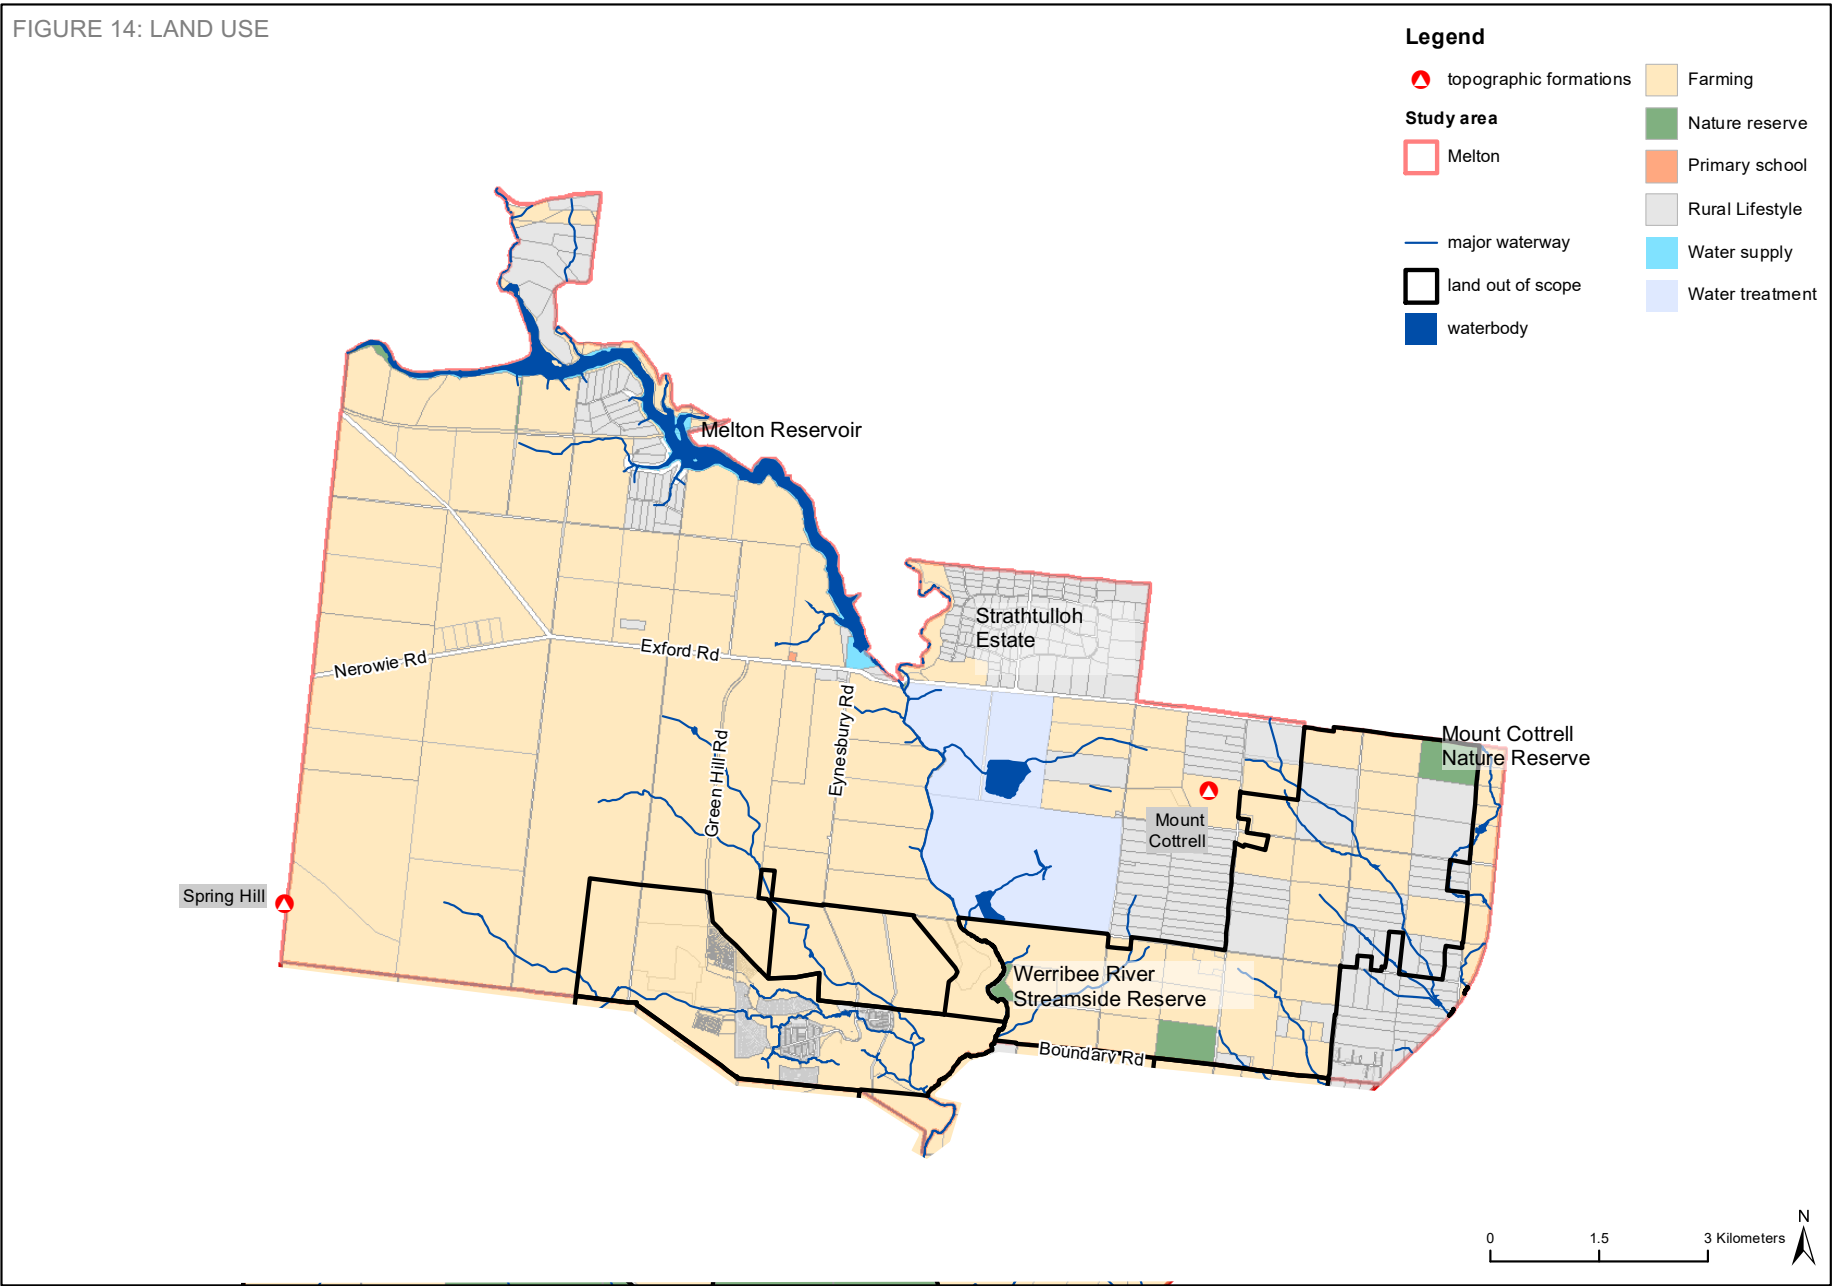 FIGURE 14: LAND USE
Legend
topographic formations
Study area
Melton
major waterway
land out of scope
waterbody
Farming
Nature reserve
Primary school
Rural Lifestyle
Water supply
Water treatment
Melton Reservoir
Strathtulloh
Estate
Exford Rd
Nerowie Rd
Eynesbury Rd
Green Hill Rd
Mount Cottrell
Nature Reserve
Mount
Cottrell
Spring Hill
Werribee River
Streamside Reserve
Boundary Rd
N
0 1.5 3 Kilometers